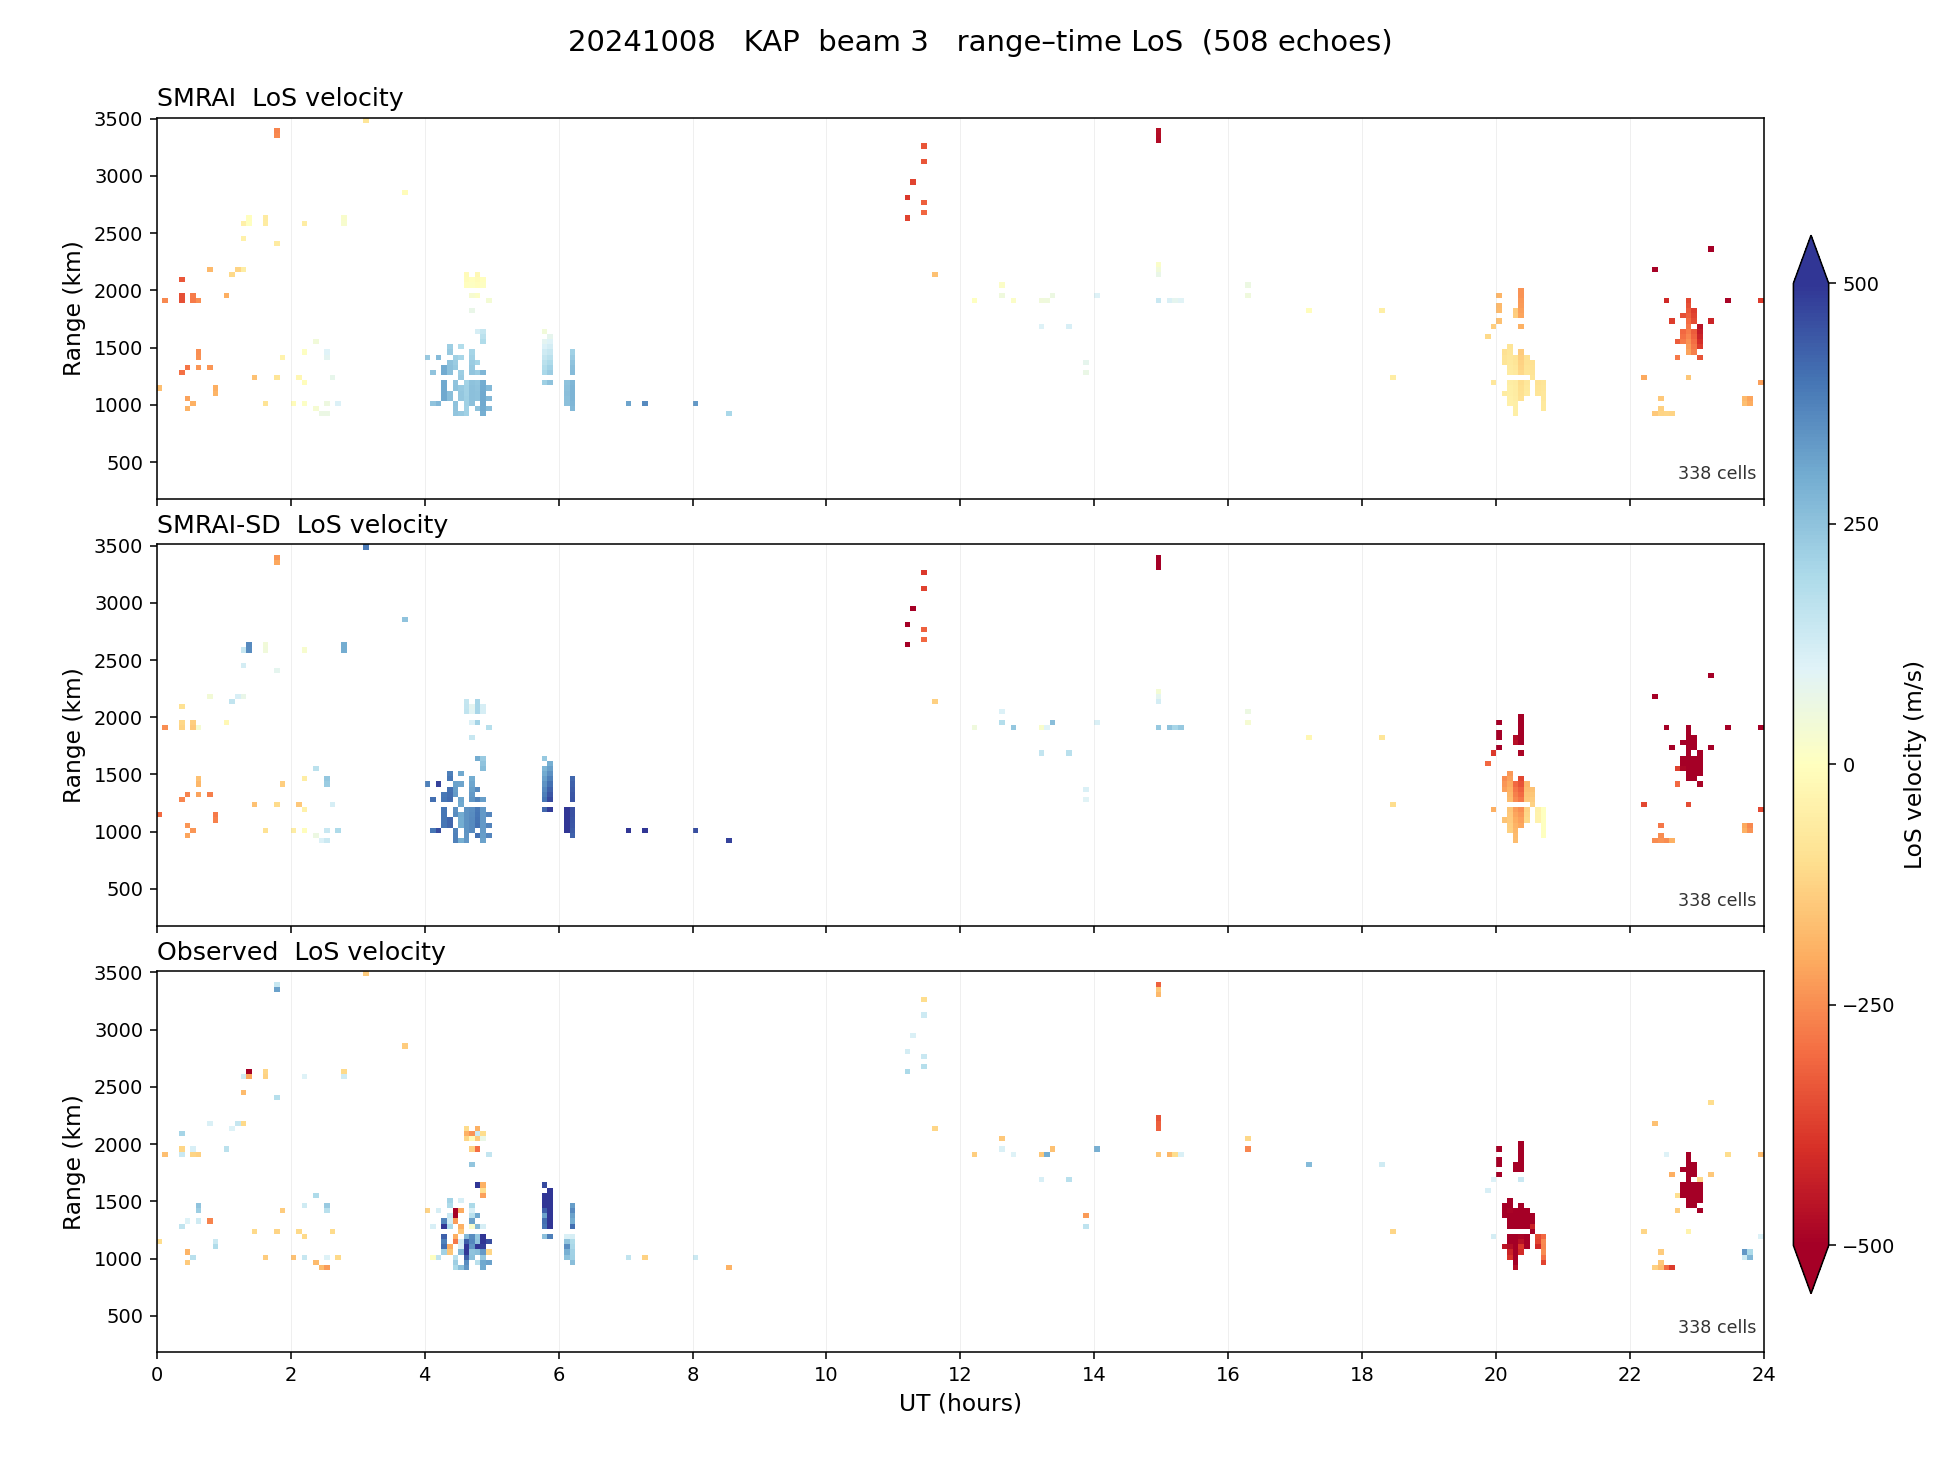 20241008   KAP  beam 3   range–time LoS  (508 echoes)
SMRAI  LoS velocity
3500
3000
2500
2000
1500
1000
500
Range (km)
338 cells
SMRAI-SD  LoS velocity
3500
3000
2500
2000
1500
1000
500
Range (km)
338 cells
Observed  LoS velocity
3500
3000
2500
2000
1500
1000
500
Range (km)
338 cells
0 2 4 6 8 10 12 14 16 18 20 22 24
UT (hours)
500
250
0
−250
−500
LoS velocity (m/s)